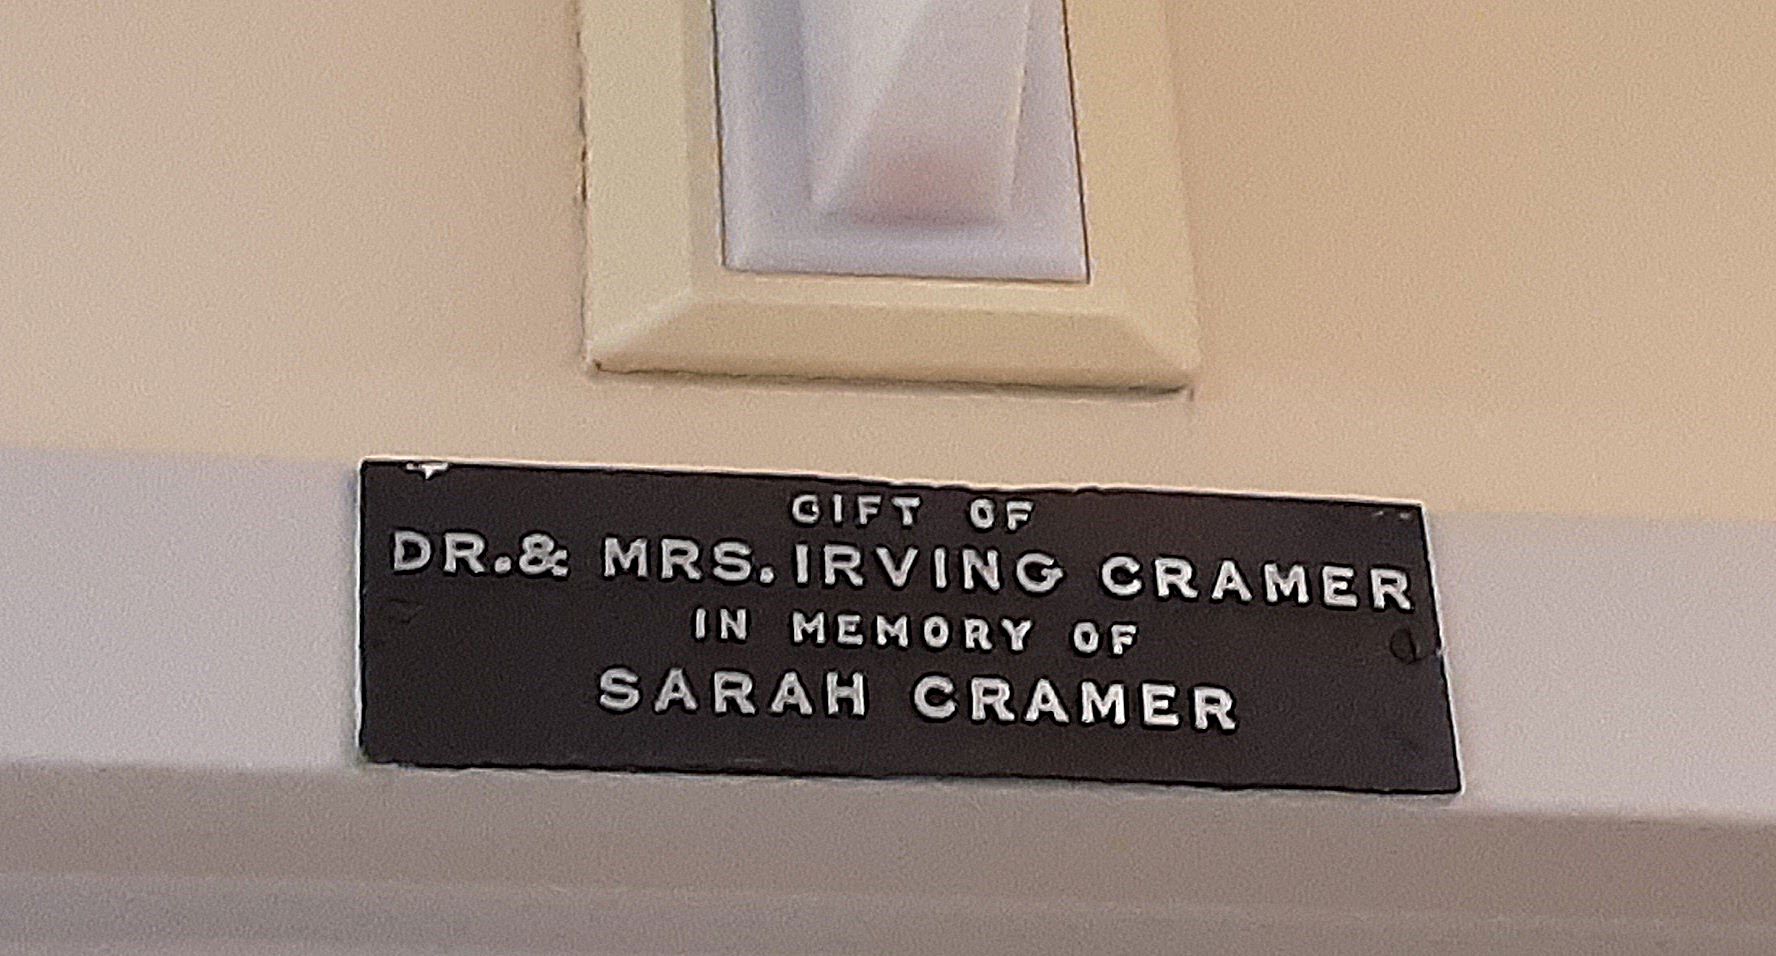 GIFT OF
DR.& MRS. IRVING CRAMER
IN MEMORY OF
SARAH CRAMER